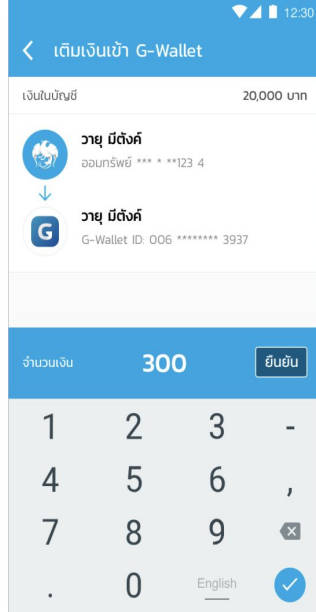 12:30
เติมเงินเข้า G-Wallet
เงินในบัญชี 20,000 บาท
วายุ มีตังค์
ออมทรัพย์ *** * **123 4
G
วายุ มีตังค์
G-Wallet ID: 006 ******** 3937
จำนวนเงิน 300 ยืนยัน
1 2 3 -
4 5 6 ,
7 8 9
. 0 English